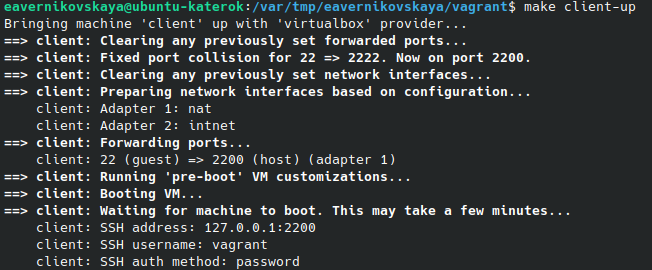 eavernikovskaya@ubuntu-katerok:/var/tmp/eavernikovskaya/vagrant$ make client-up
Bringing machine 'client' up with 'virtualbox' provider...
==> client: Clearing any previously set forwarded ports...
==> client: Fixed port collision for 22 => 2222. Now on port 2200.
==> client: Clearing any previously set network interfaces...
==> client: Preparing network interfaces based on configuration...
    client: Adapter 1: nat
    client: Adapter 2: intnet
==> client: Forwarding ports...
    client: 22 (guest) => 2200 (host) (adapter 1)
==> client: Running 'pre-boot' VM customizations...
==> client: Booting VM...
==> client: Waiting for machine to boot. This may take a few minutes...
    client: SSH address: 127.0.0.1:2200
    client: SSH username: vagrant
    client: SSH auth method: password